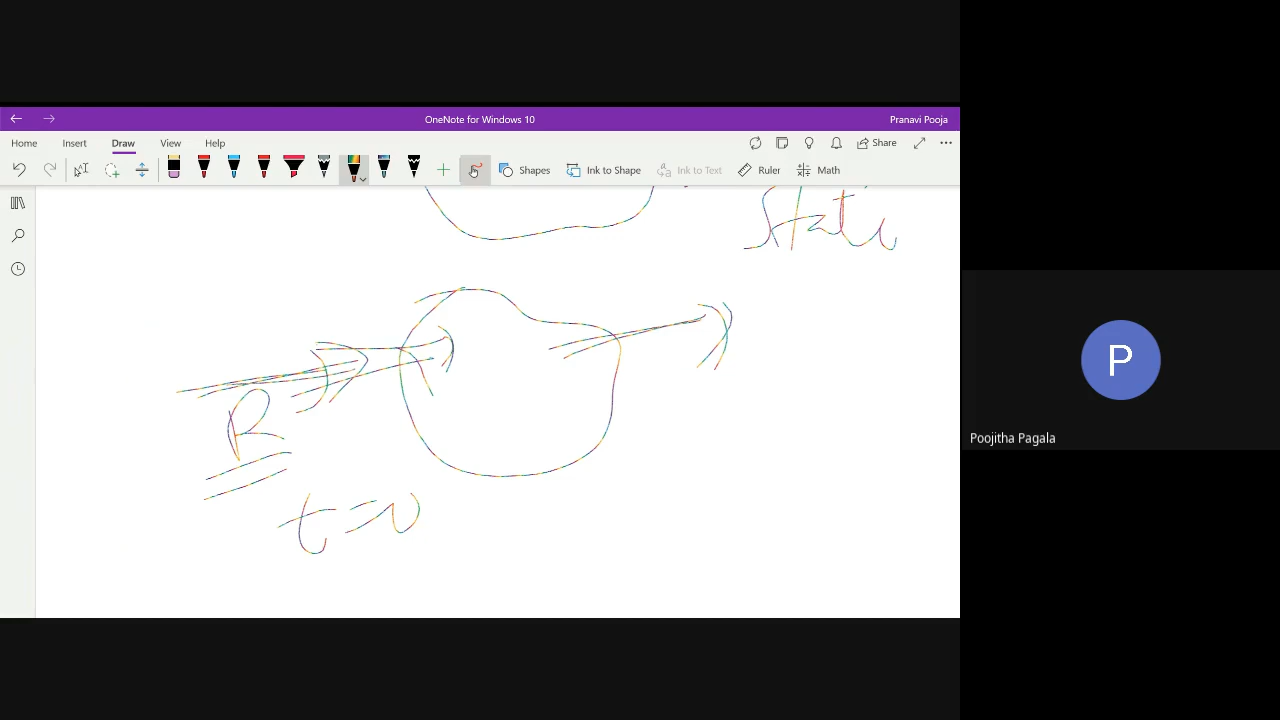 OneNote for Windows 10
Pranavi Pooja
Home Insert Draw View Help
Share
Shapes Ink to Shape Ink to Text Ruler Math
State
R
t = 0
P
Poojitha Pagala